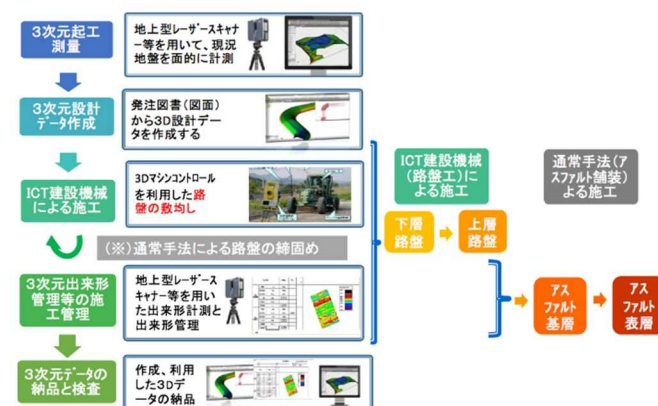 3次元起工
測量
地上型レーザースキャナ
ー等を用いて、現況
地盤を面的に計測
3次元設計
データ作成
発注図書(図面)
から3D設計デー
タを作成する
ICT建設機械
による施工
3Dマシンコントロール
を利用した路
盤の敷均し
(※)通常手法による路盤の締固め
3次元出来形
管理等の施
工管理
地上型レーザース
キャナー等を用い
た出来形計測と
出来形管理
3次元データの
納品と検査
作成、利用
した3Dデ
ータの納品
ICT建設機械
(路盤工)に
よる施工
下層
路盤
上層
路盤
通常手法(ア
スファルト舗装)
よる施工
アス
ファルト
基層
アス
ファルト
表層